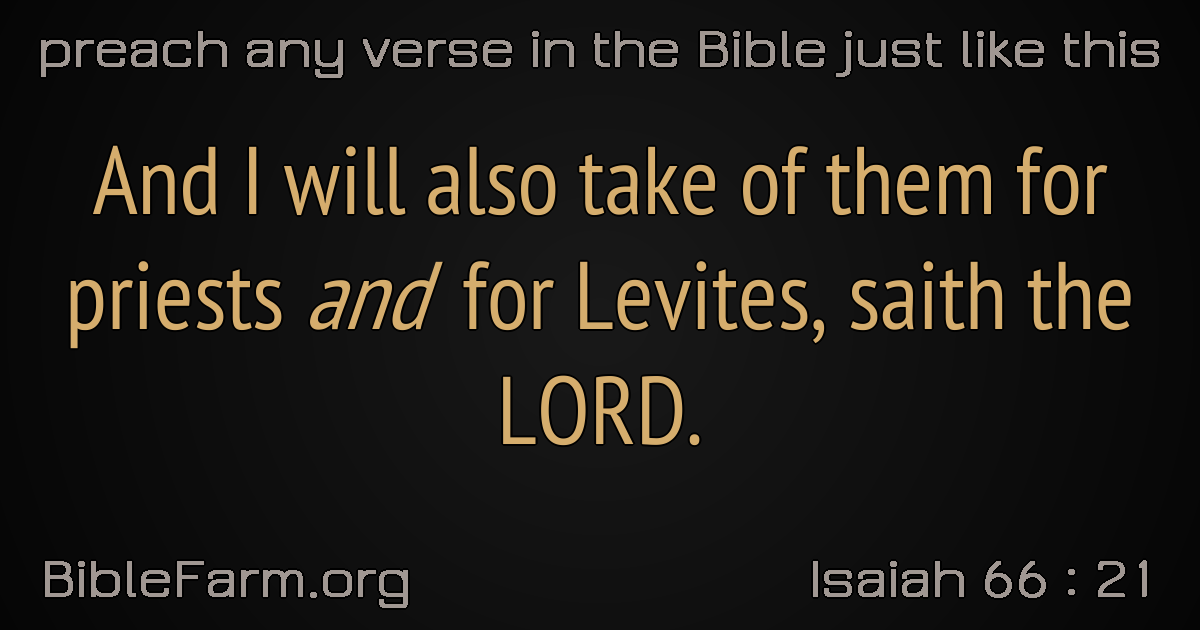 preach any verse in the Bible just like this
And I will also take of them for
priests and for Levites, saith the
LORD.
BibleFarm.org
Isaiah 66 : 21